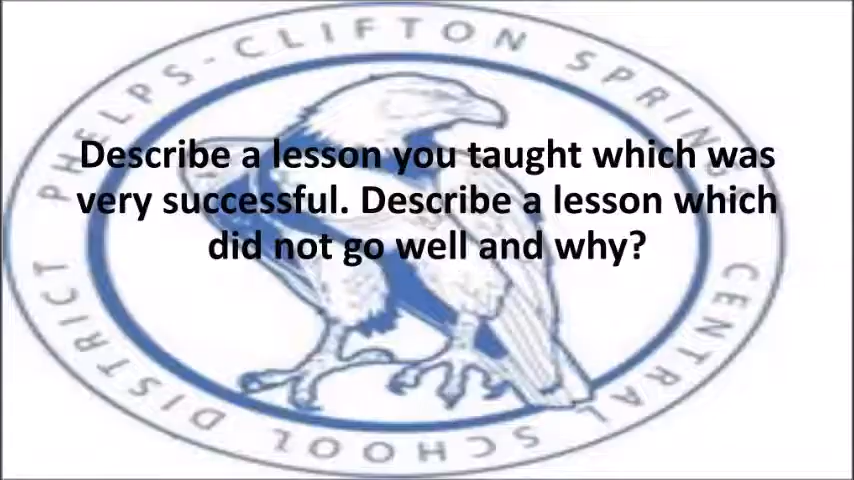 PHELPS-CLIFTON SPRINGS CENTRAL SCHOOL DISTRICT
Describe a lesson you taught which was
very successful. Describe a lesson which
did not go well and why?